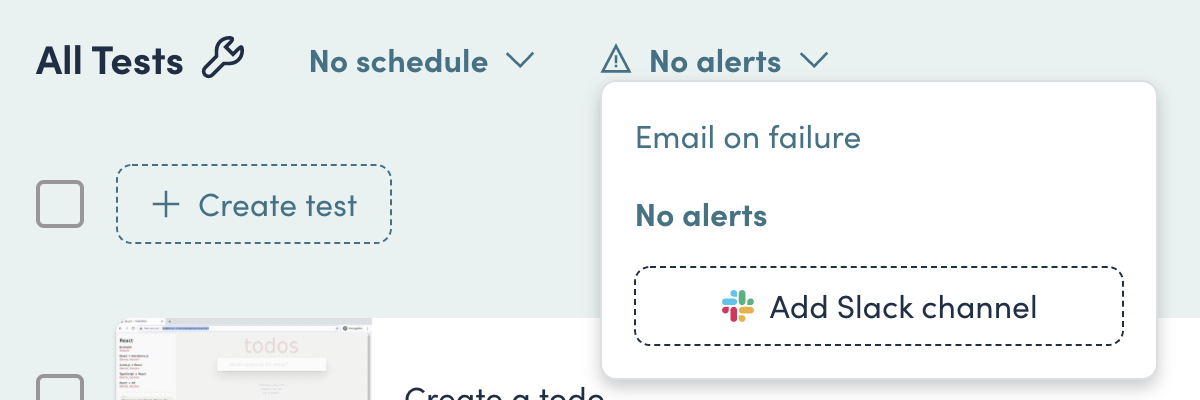 All Tests
No schedule
No alerts
Email on failure
No alerts
Add Slack channel
Create test
React
todos
Create a todo